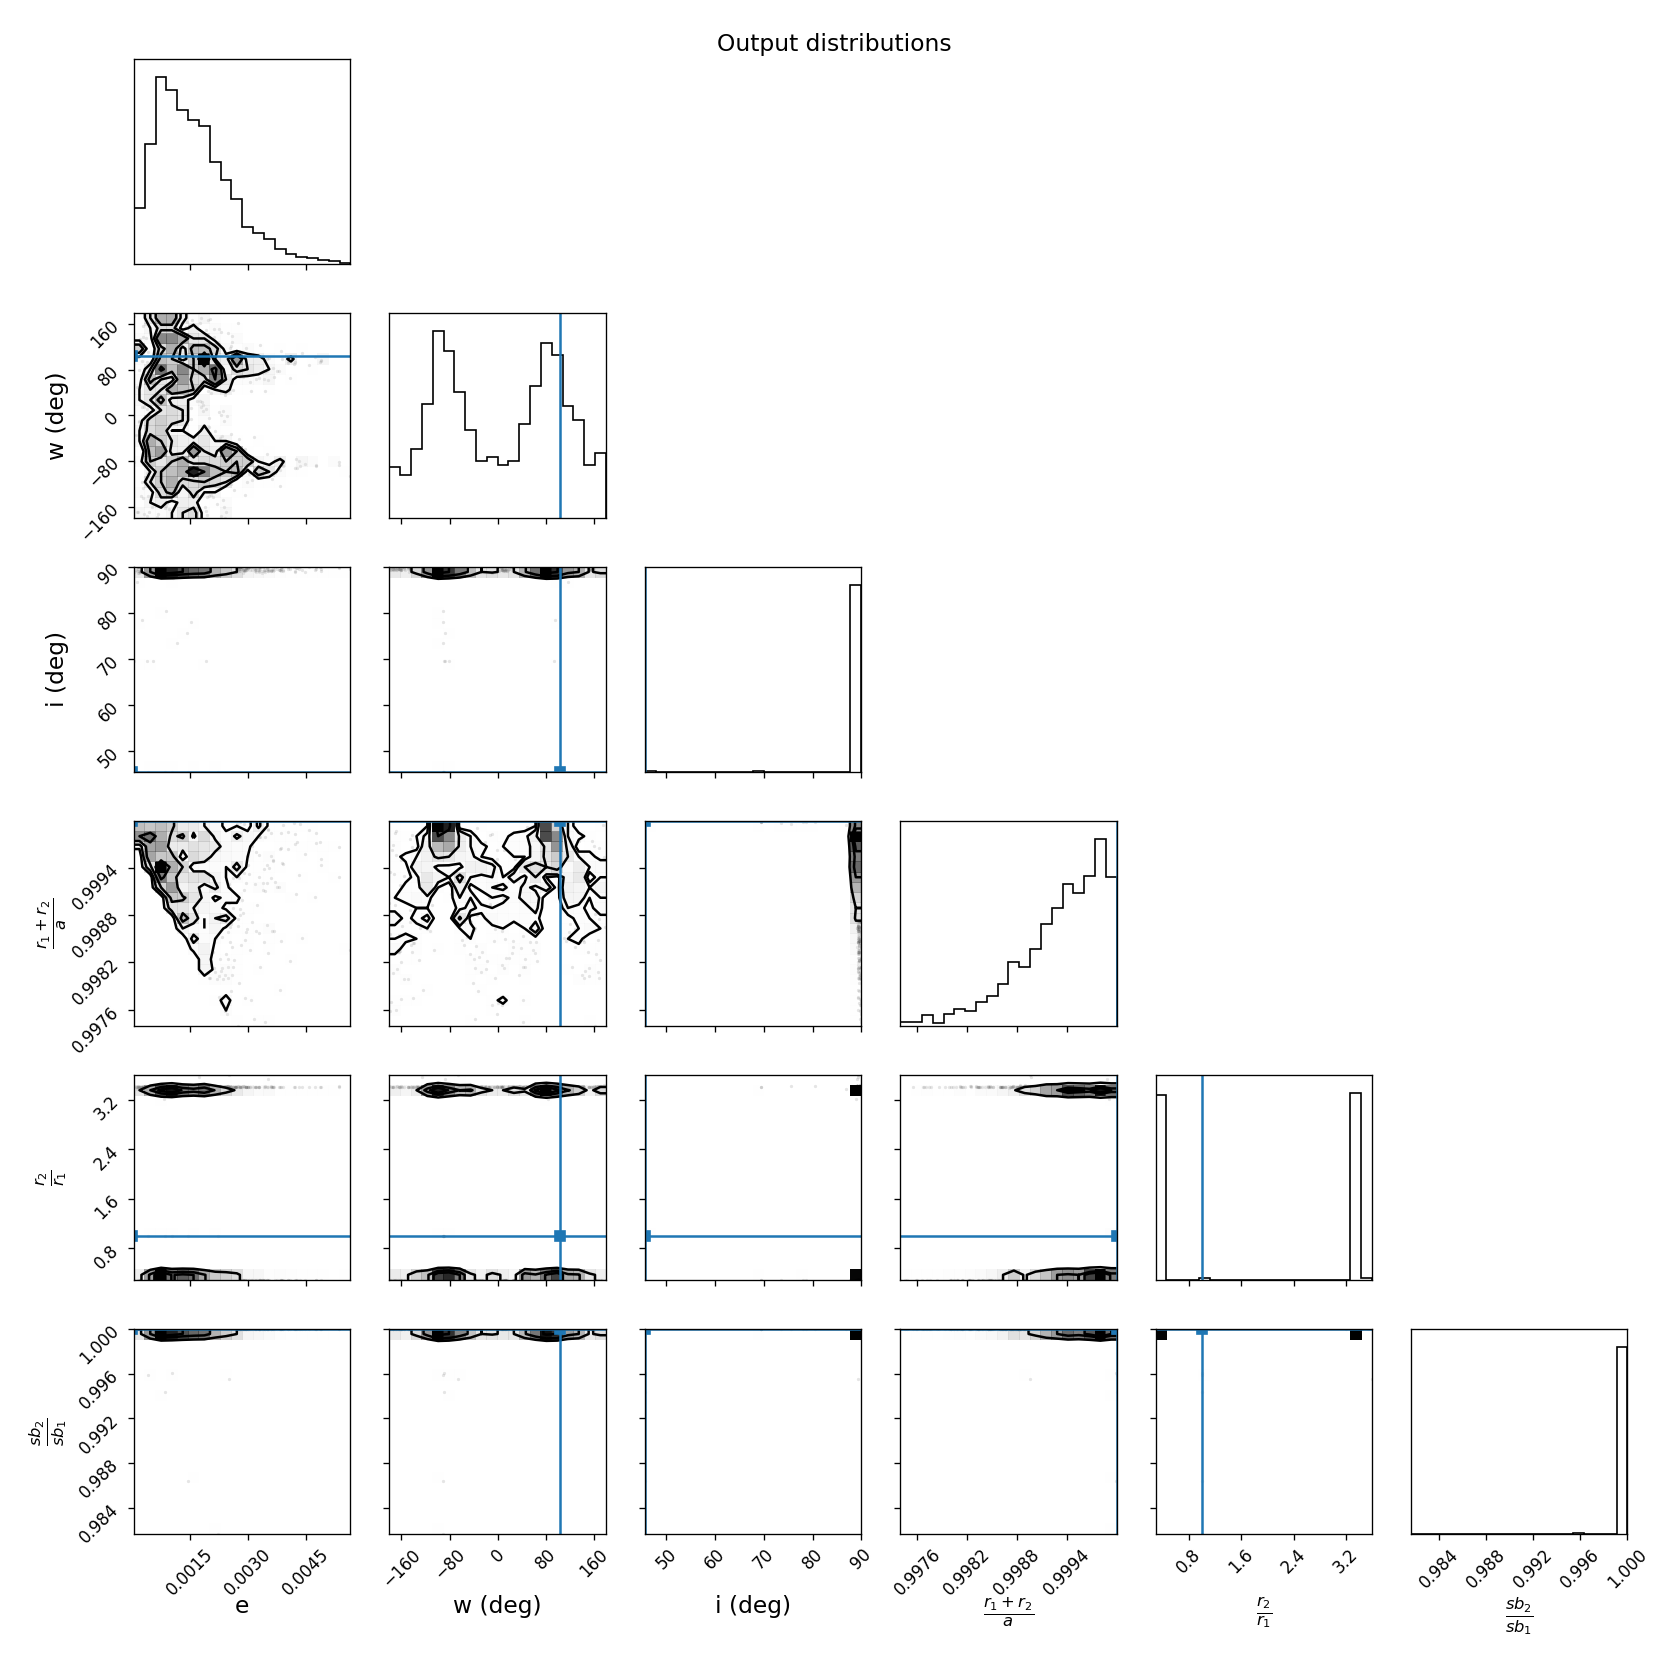 Output distributions
160
80
0
−80
−160
w (deg)
90
80
70
60
50
i (deg)
0.9994
0.9988
0.9982
0.9976
r₁ + r₂
a
3.2
2.4
1.6
0.8
r₂
r₁
1.000
0.996
0.992
0.988
0.984
sb₂
sb₁
0.0015 0.0030 0.0045
−160 −80 0 80 160
50 60 70 80 90
0.9976 0.9982 0.9988 0.9994
0.8 1.6 2.4 3.2
0.984 0.988 0.992 0.996 1.000
e
w (deg)
i (deg)
r₁ + r₂
a
r₂
r₁
sb₂
sb₁